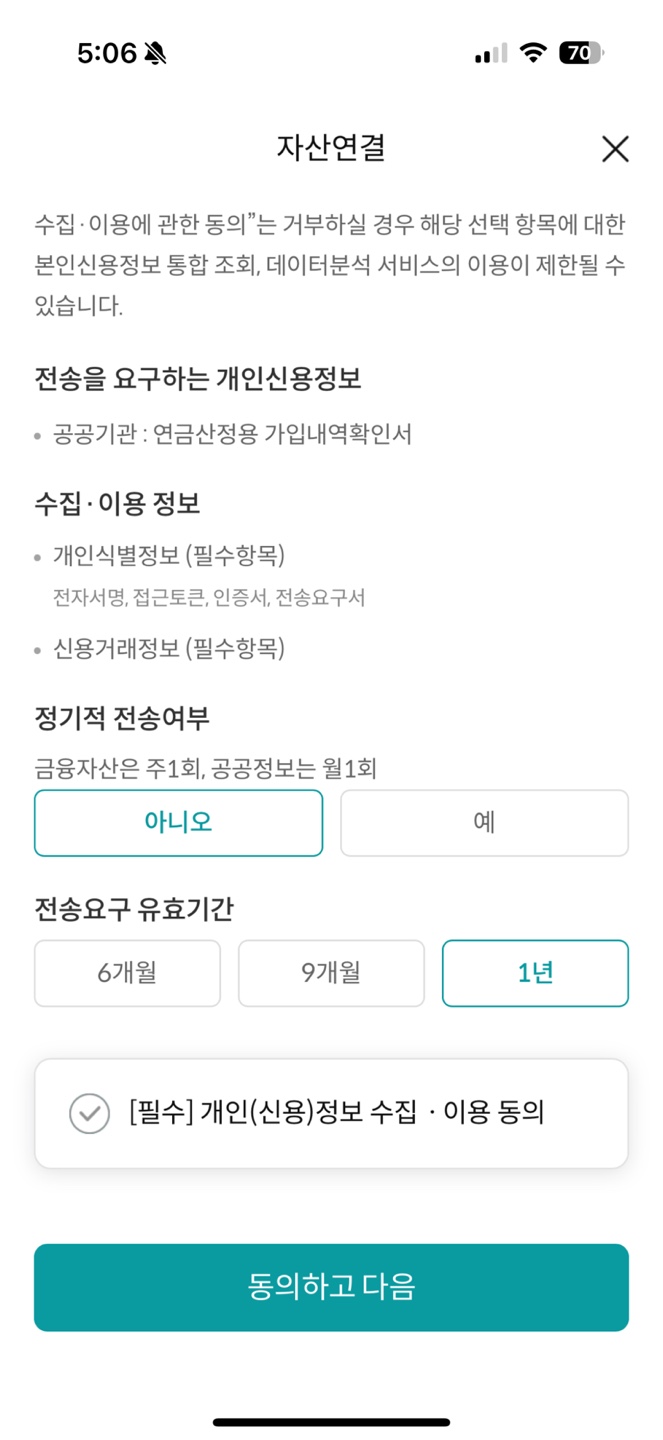 5:06
70
자산연결
수집·이용에 관한 동의”는 거부하실 경우 해당 선택 항목에 대한
본인신용정보 통합 조회, 데이터분석 서비스의 이용이 제한될 수
있습니다.
전송을 요구하는 개인신용정보
• 공공기관 : 연금산정용 가입내역확인서
수집·이용 정보
• 개인식별정보 (필수항목)
전자서명, 접근토큰, 인증서, 전송요구서
• 신용거래정보 (필수항목)
정기적 전송여부
금융자산은 주1회, 공공정보는 월1회
아니오 예
전송요구 유효기간
6개월 9개월 1년
[필수] 개인(신용)정보 수집 · 이용 동의
동의하고 다음